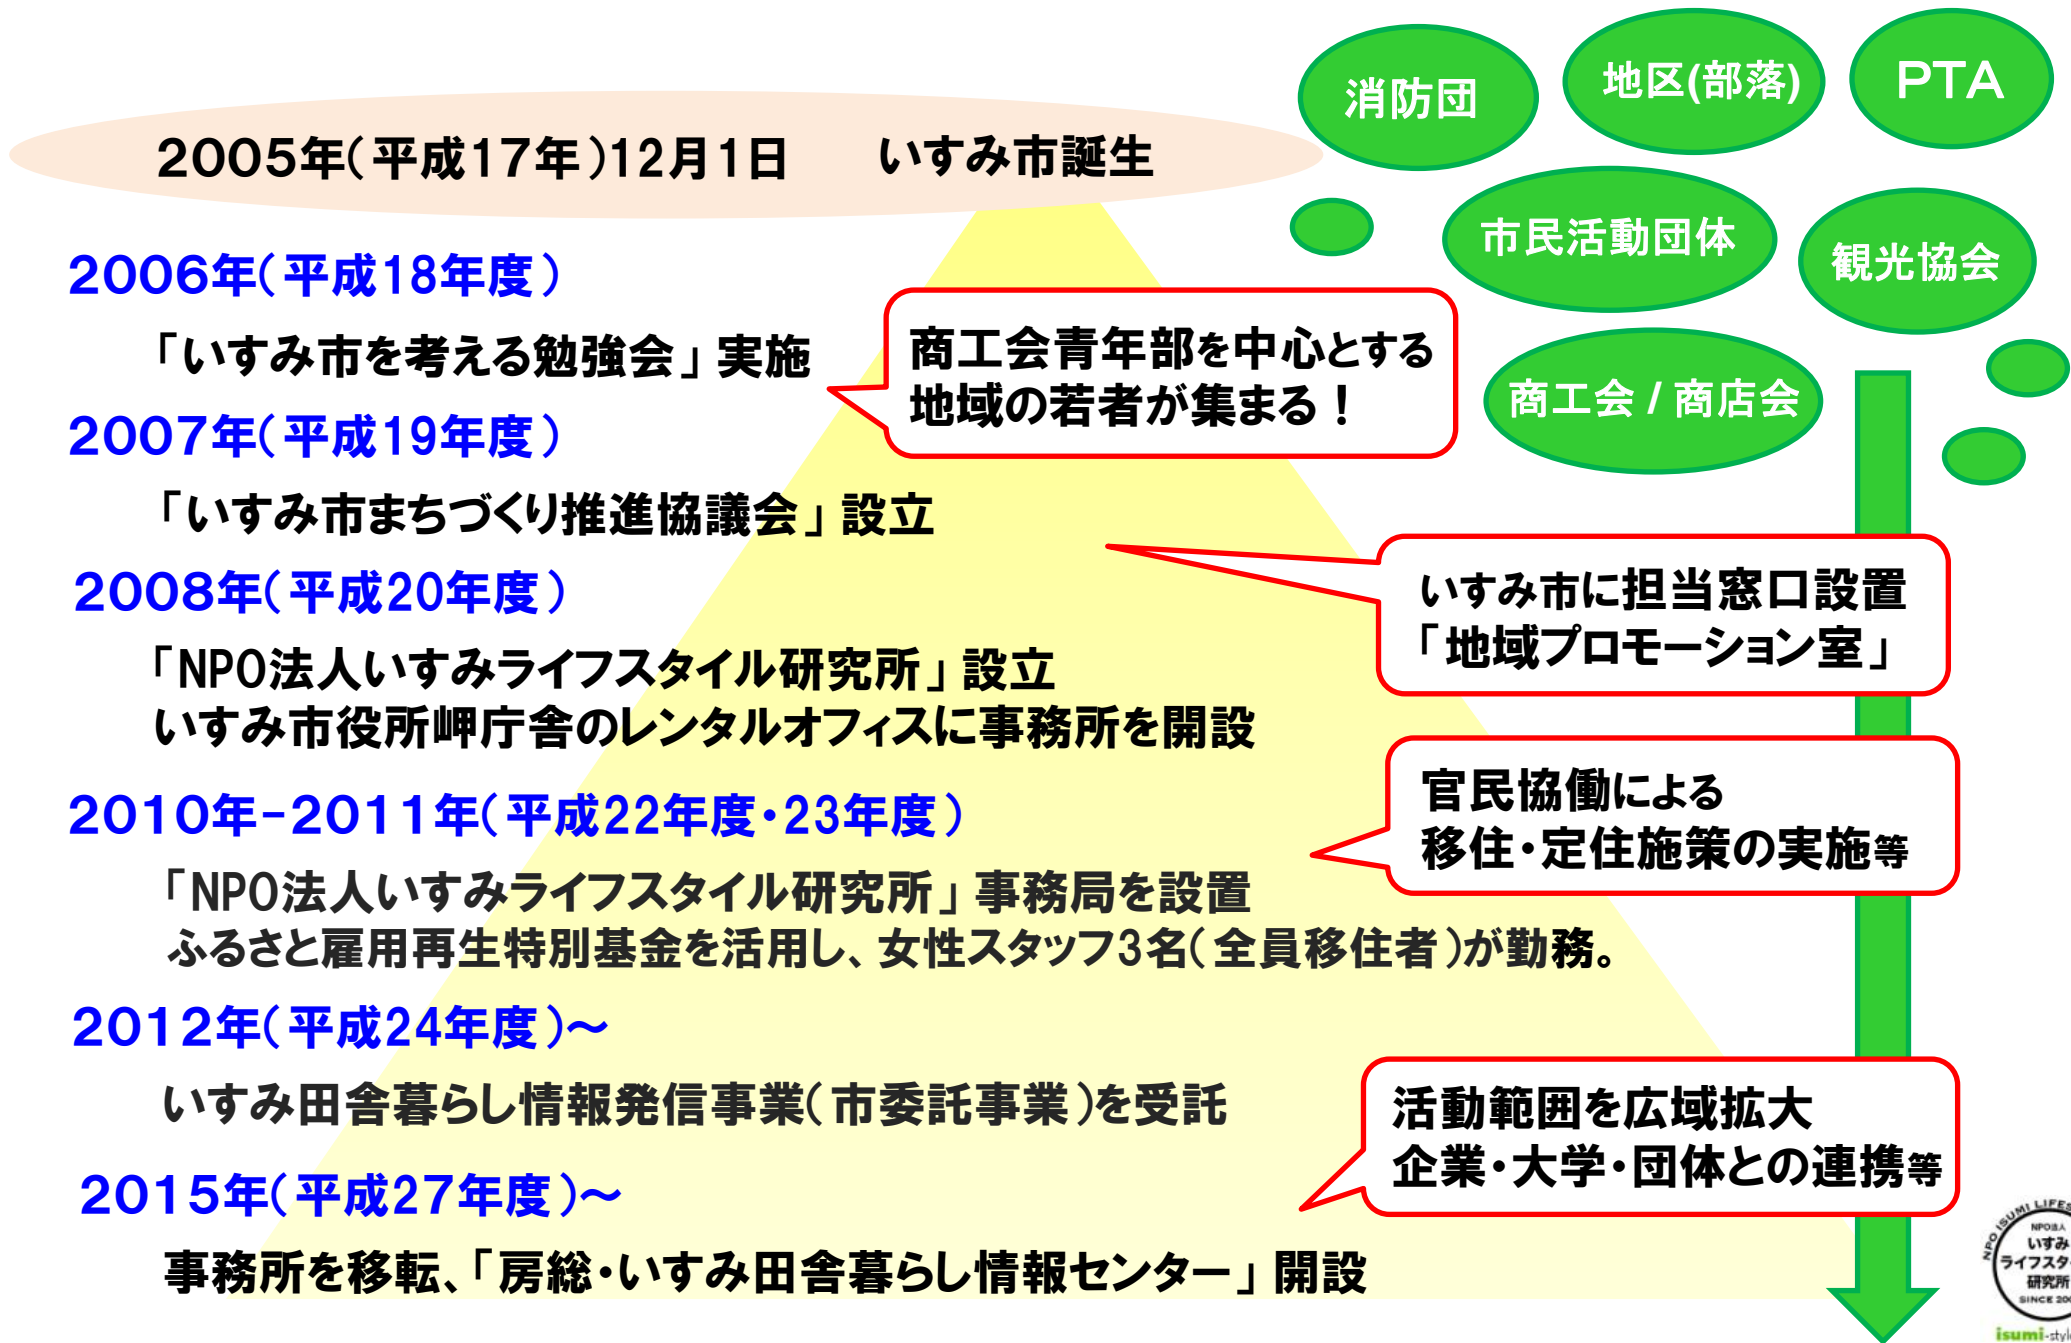 消防団
地区(部落)
PTA
2005年(平成17年)12月1日 いすみ市誕生
市民活動団体
観光協会
2006年(平成18年度)
「いすみ市を考える勉強会」実施
商工会青年部を中心とする
地域の若者が集まる！
商工会 / 商店会
2007年(平成19年度)
「いすみ市まちづくり推進協議会」設立
いすみ市に担当窓口設置
「地域プロモーション室」
2008年(平成20年度)
「NPO法人いすみライフスタイル研究所」設立
いすみ市役所岬庁舎のレンタルオフィスに事務所を開設
官民協働による
移住・定住施策の実施等
2010年-2011年(平成22年度・23年度)
「NPO法人いすみライフスタイル研究所」事務局を設置
ふるさと雇用再生特別基金を活用し、女性スタッフ3名(全員移住者)が勤務。
2012年(平成24年度)～
いすみ田舎暮らし情報発信事業(市委託事業)を受託
活動範囲を広域拡大
企業・大学・団体との連携等
2015年(平成27年度)～
事務所を移転、「房総・いすみ田舎暮らし情報センター」開設
NPO ISUMI
NPO法人
いすみ
研究所
SINCE